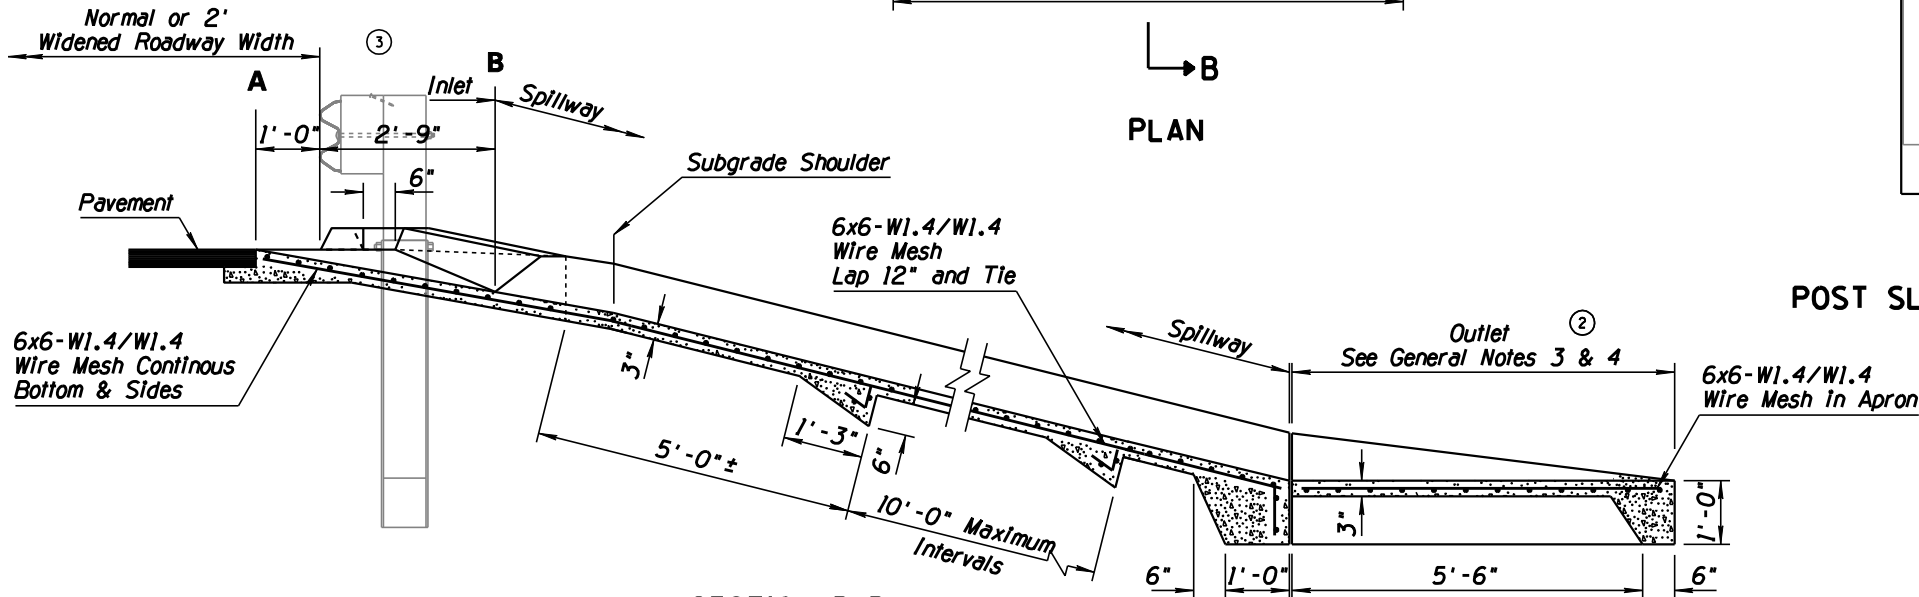 Normal or 2'
Widened Roadway Width
3
A
B
Inlet
Spillway
1'-0"
2'-9"
6"
Pavement
Subgrade Shoulder
B
PLAN
6x6-W1.4/W1.4
Wire Mesh
Lap 12" and Tie
6x6-W1.4/W1.4
Wire Mesh Continous
Bottom & Sides
3"
1'-3"
6"
5'-0"±
10'-0" Maximum
Intervals
Spillway
Outlet
2
See General Notes 3 & 4
POST SL
6x6-W1.4/W1.4
Wire Mesh in Apron
3"
1'-0"
6"
1'-0"
5'-6"
6"